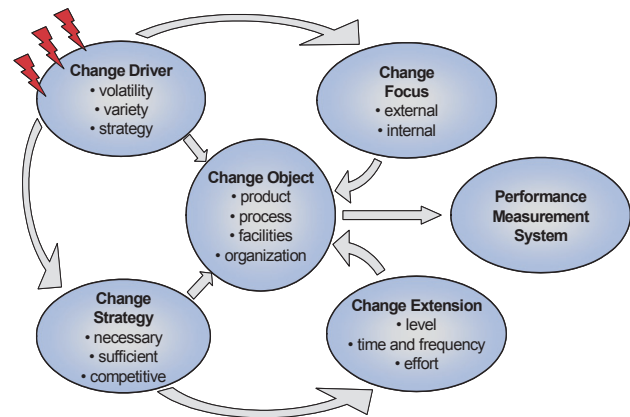 Change Driver
• volatility
• variety
• strategy
Change
Focus
• external
• internal
Change Object
• product
• process
• facilities
• organization
Performance
Measurement
System
Change
Strategy
• necessary
• sufficient
• competitive
Change Extension
• level
• time and frequency
• effort